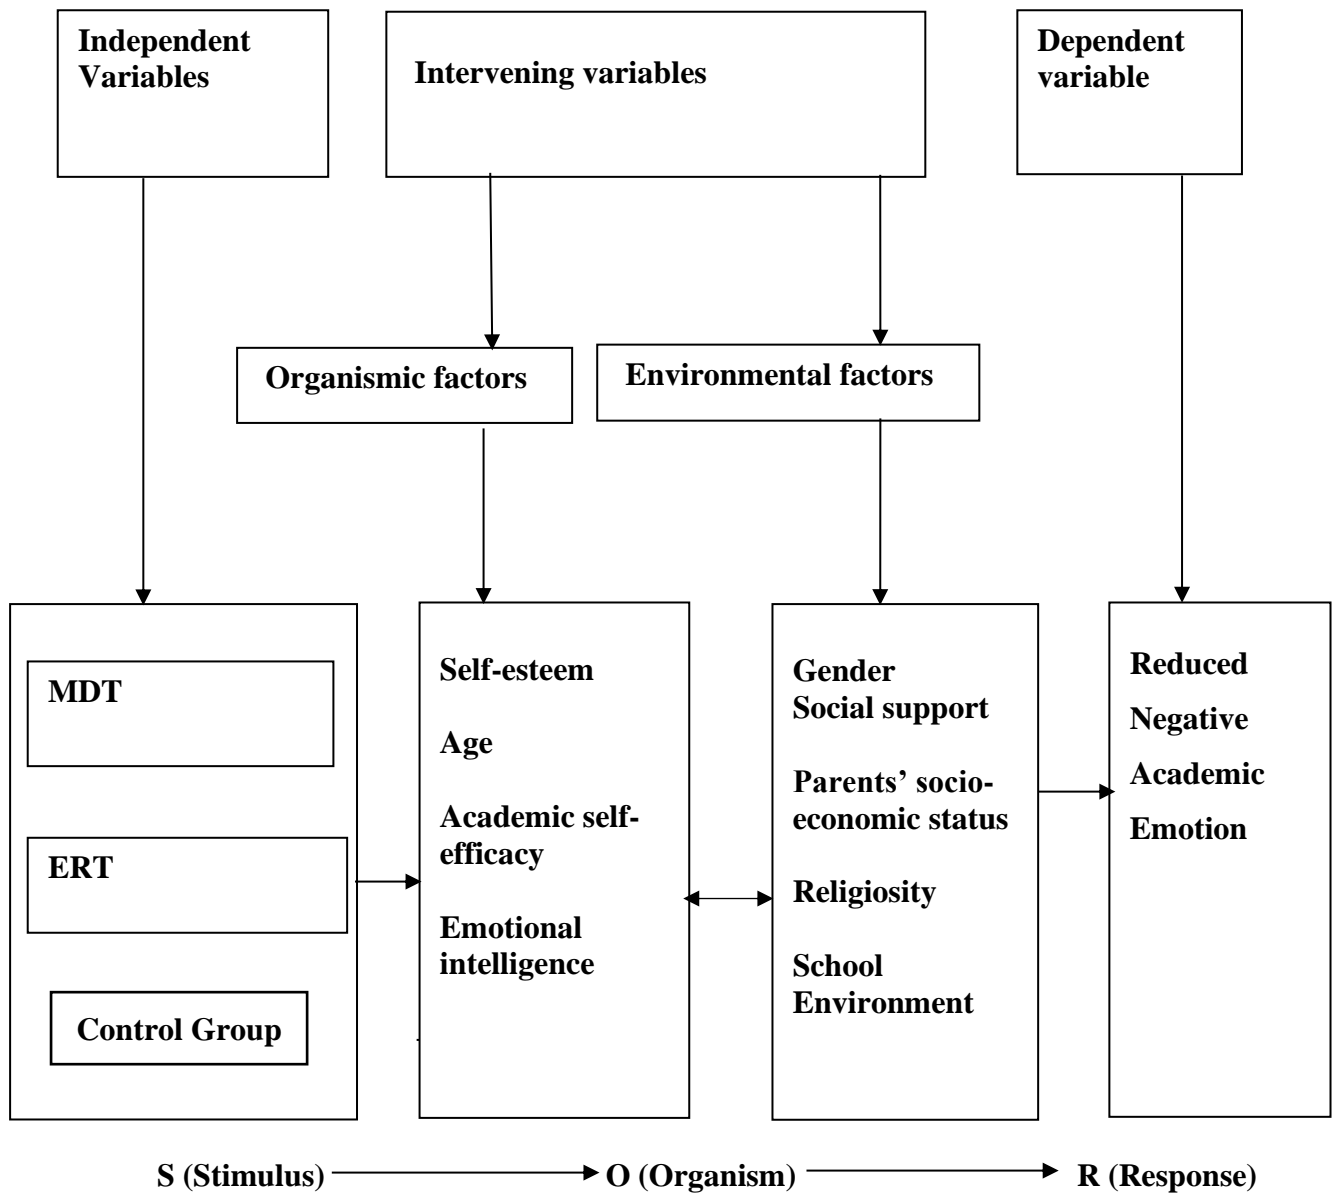 Independent
Variables
Intervening variables
Dependent
variable
Organismic factors
Environmental factors
MDT
ERT
Control Group
Self-esteem
Age
Academic self-
efficacy
Emotional
intelligence
Gender
Social support
Parents’ socio-
economic status
Religiosity
School
Environment
Reduced
Negative
Academic
Emotion
S (Stimulus)
O (Organism)
R (Response)